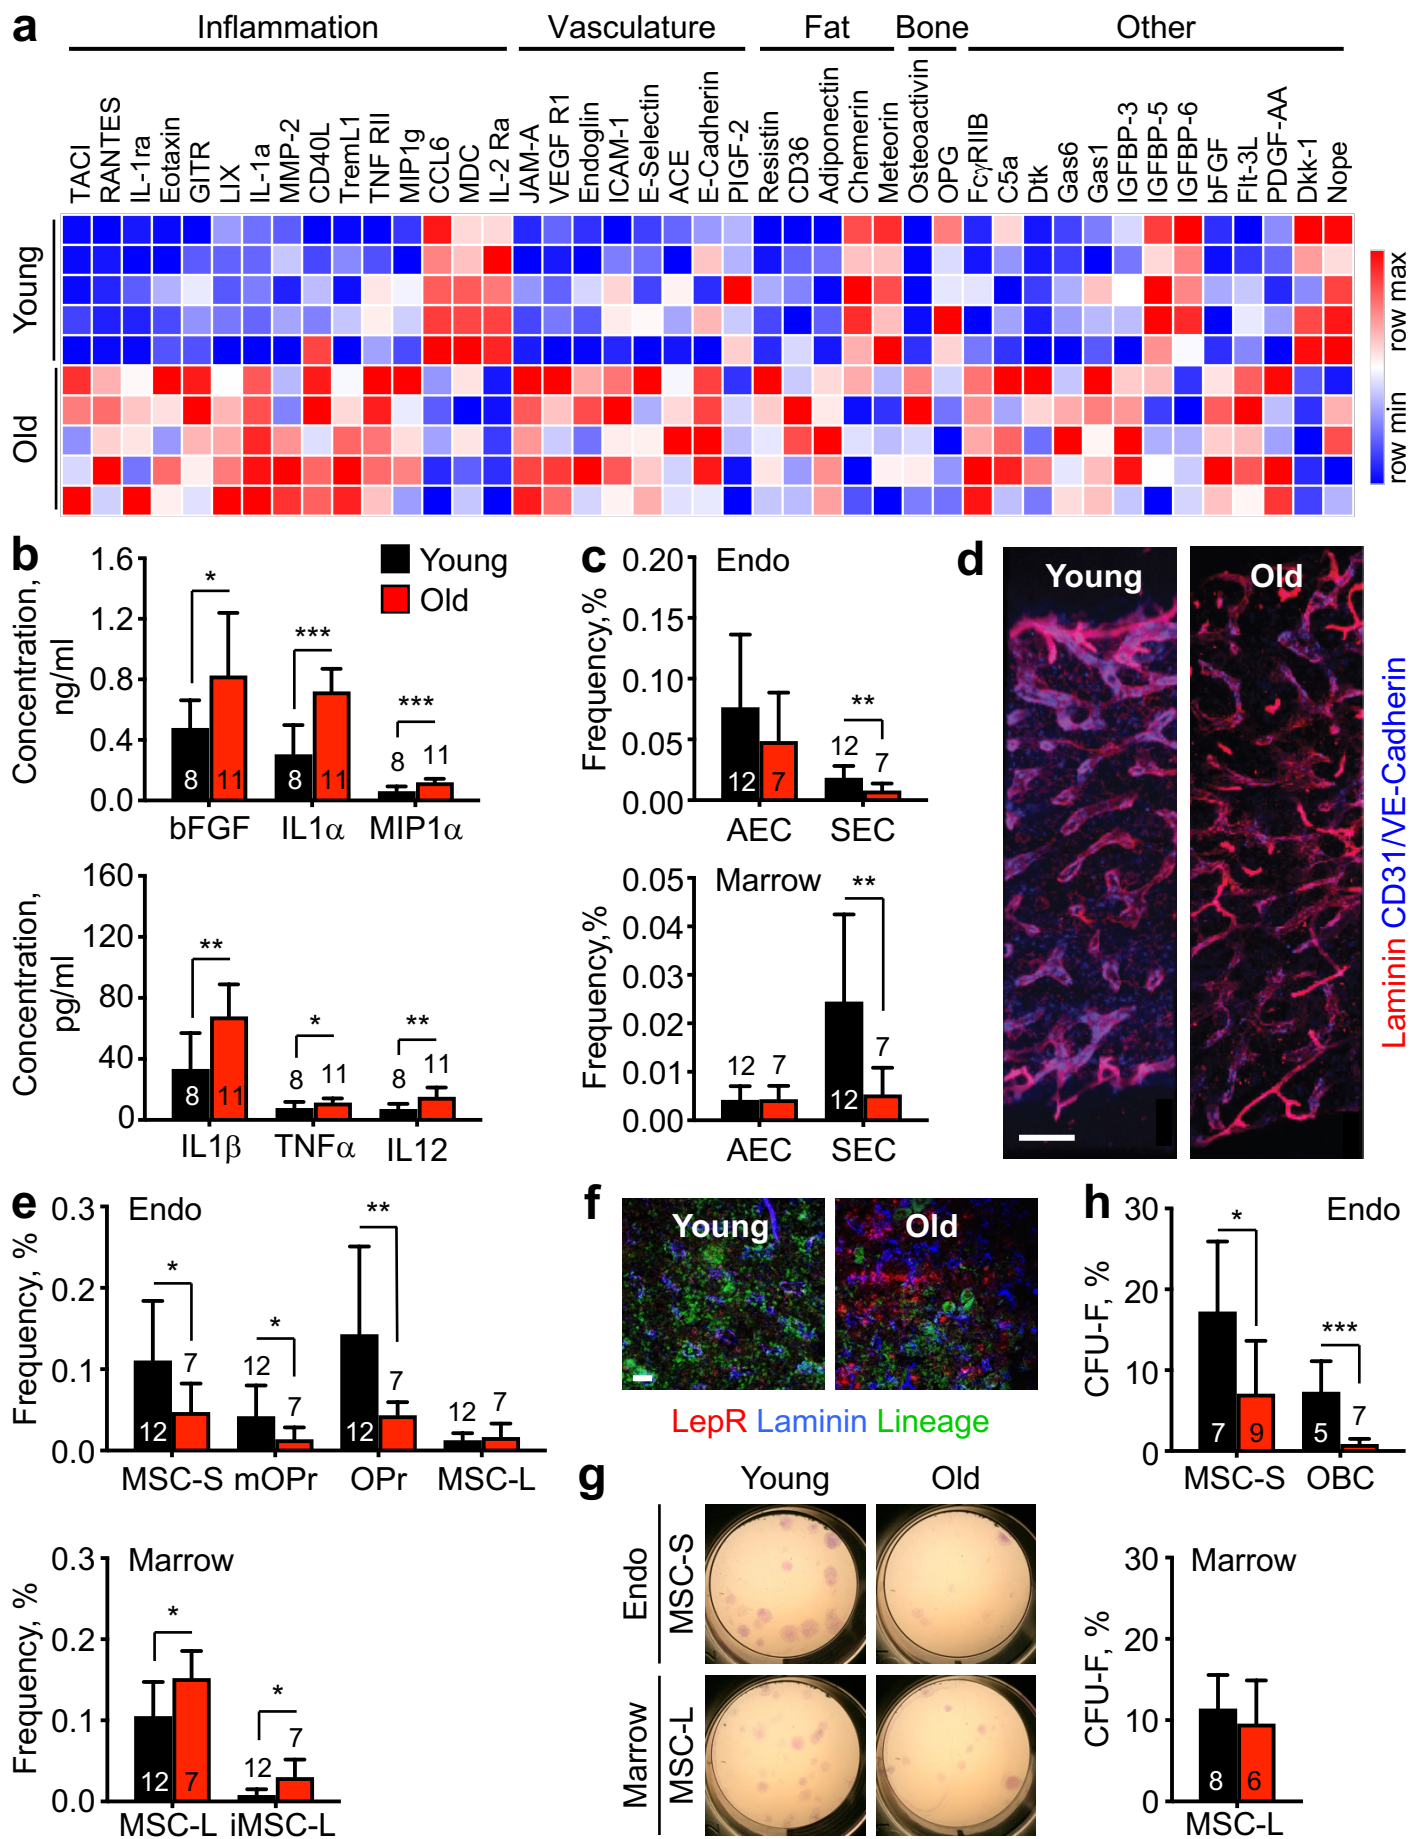 a
Inflammation Vasculature Fat Bone Other
TACI RANTES IL-1ra Eotaxin GITR LIX IL-1a MMP-2 CD40L TremL1 TNF RII MIP1g CCL6 MDC IL-2 Ra JAM-A VEGF R1 Endoglin ICAM-1 E-Selectin ACE E-Cadherin PIGF-2 Resistin CD36 Adiponectin Chemerin Meteorin Osteoactivin OPG FcγRIIB C5a Dtk Gas6 Gas1 IGFBP-3 IGFBP-5 IGFBP-6 bFGF Flt-3L PDGF-AA Dkk-1 Nope
Young
Old
row min row max
b
Young
Old
Concentration, ng/ml
1.6
1.2
0.8
0.4
0.0
* *** ***
8 11 8 11 8 11
bFGF IL1α MIP1α
Concentration, pg/ml
160
120
80
40
0
** * **
8 11 8 11 8 11
IL1β TNFα IL12
c
Endo
Frequency,%
0.20
0.15
0.10
0.05
0.00
**
12 7 12 7
AEC SEC
Marrow
Frequency,%
0.05
0.04
0.03
0.02
0.01
0.00
**
12 7 12 7
AEC SEC
d
Young Old
Laminin CD31/VE-Cadherin
e
Endo
Frequency, %
0.3
0.2
0.1
0.0
* * **
12 7 12 7 12 7 12 7
MSC-S mOPr OPr MSC-L
Marrow
Frequency, %
0.3
0.2
0.1
0.0
* *
12 7 12 7
MSC-L iMSC-L
f
Young Old
LepR Laminin Lineage
g
Young Old
Endo
MSC-S
Marrow
MSC-L
h
Endo
CFU-F, %
30
20
10
0
* ***
7 9 5 7
MSC-S OBC
Marrow
CFU-F, %
30
20
10
0
8 6
MSC-L